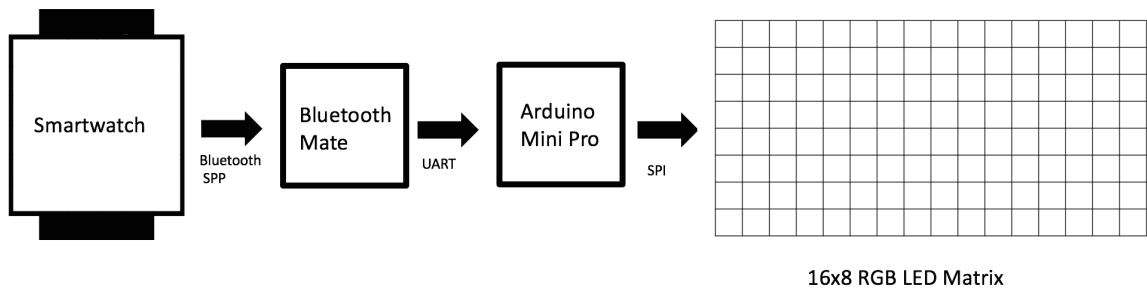 Smartwatch
Bluetooth
SPP
Bluetooth
Mate
UART
Arduino
Mini Pro
SPI
16x8 RGB LED Matrix